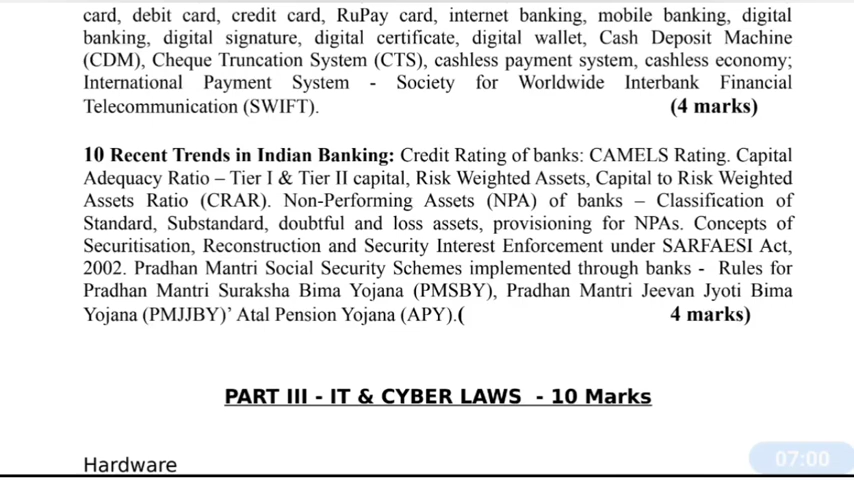 card, debit card, credit card, RuPay card, internet banking, mobile banking, digital
banking, digital signature, digital certificate, digital wallet, Cash Deposit Machine
(CDM), Cheque Truncation System (CTS), cashless payment system, cashless economy;
International Payment System - Society for Worldwide Interbank Financial
Telecommunication (SWIFT). (4 marks)
10 Recent Trends in Indian Banking: Credit Rating of banks: CAMELS Rating. Capital
Adequacy Ratio – Tier I & Tier II capital, Risk Weighted Assets, Capital to Risk Weighted
Assets Ratio (CRAR). Non-Performing Assets (NPA) of banks – Classification of
Standard, Substandard, doubtful and loss assets, provisioning for NPAs. Concepts of
Securitisation, Reconstruction and Security Interest Enforcement under SARFAESI Act,
2002. Pradhan Mantri Social Security Schemes implemented through banks - Rules for
Pradhan Mantri Suraksha Bima Yojana (PMSBY), Pradhan Mantri Jeevan Jyoti Bima
Yojana (PMJJBY)’ Atal Pension Yojana (APY).( 4 marks)
PART III - IT & CYBER LAWS - 10 Marks
Hardware
07:00